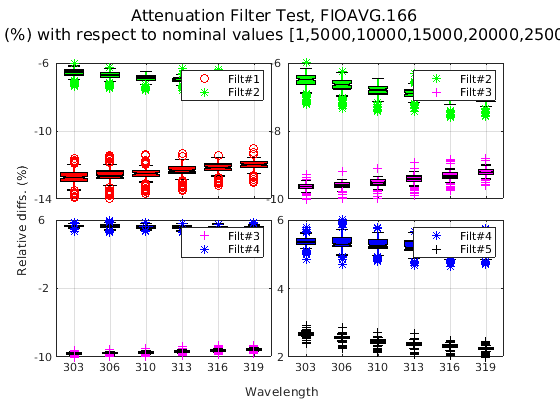 Attenuation Filter Test, FIOAVG.166
(%) with respect to nominal values [1,5000,10000,15000,20000,2500
-6
-10
-14
Filt#1
Filt#2
-6
-8
-10
Filt#2
Filt#3
Relative diffs. (%)
6
-2
-10
Filt#3
Filt#4
303 306 310 313 316 319
6
4
2
Filt#4
Filt#5
303 306 310 313 316 319
Wavelength